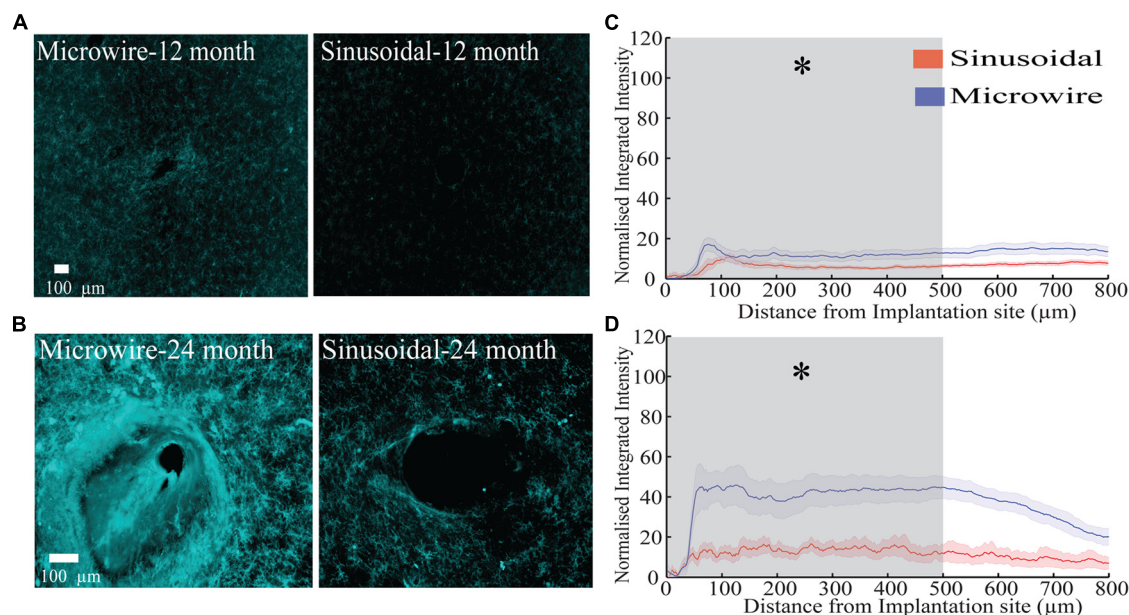 A
Microwire-12 month
Sinusoidal-12 month
100 µm
B
Microwire-24 month
Sinusoidal-24 month
100 µm
C
Normalised Integrated Intensity
120
100
80
60
40
20
0
*
Sinusoidal
Microwire
0 100 200 300 400 500 600 700 800
Distance from Implantation site (µm)
D
Normalised Integrated Intensity
120
100
80
60
40
20
0
*
0 100 200 300 400 500 600 700 800
Distance from Implantation site (µm)